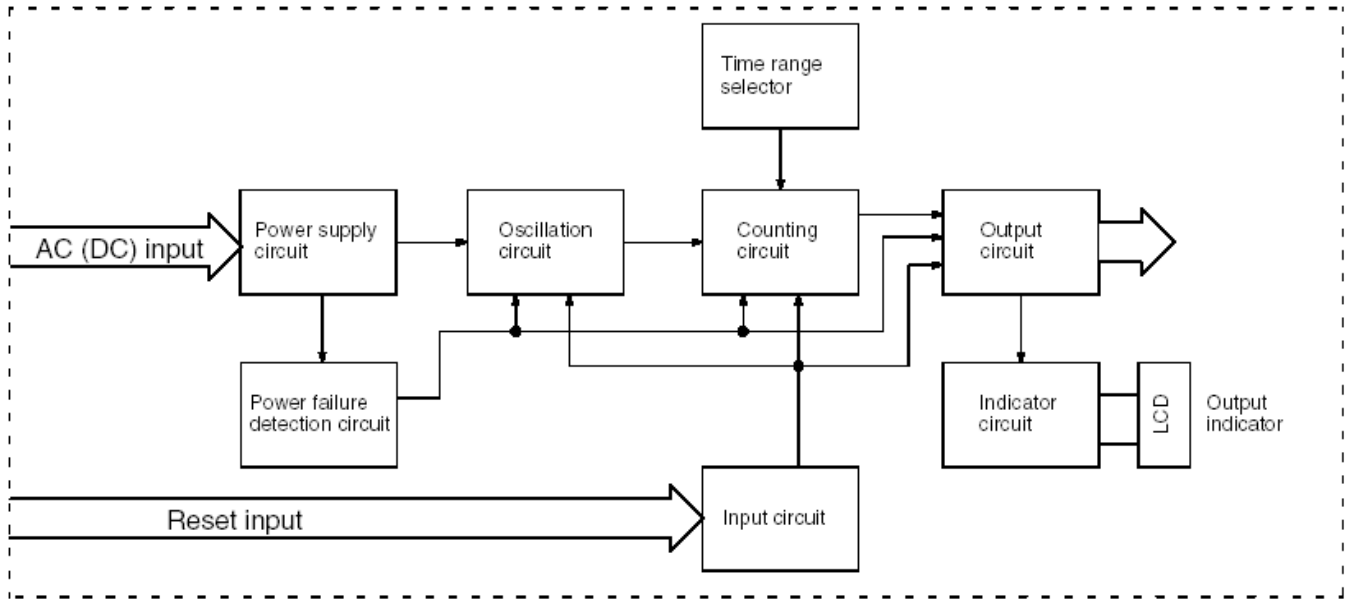 Time range
selector
AC (DC) input
Power supply
circuit
Oscillation
circuit
Counting
circuit
Output
circuit
Power failure
detection circuit
Indicator
circuit
LCD
Output
indicator
Reset input
Input circuit